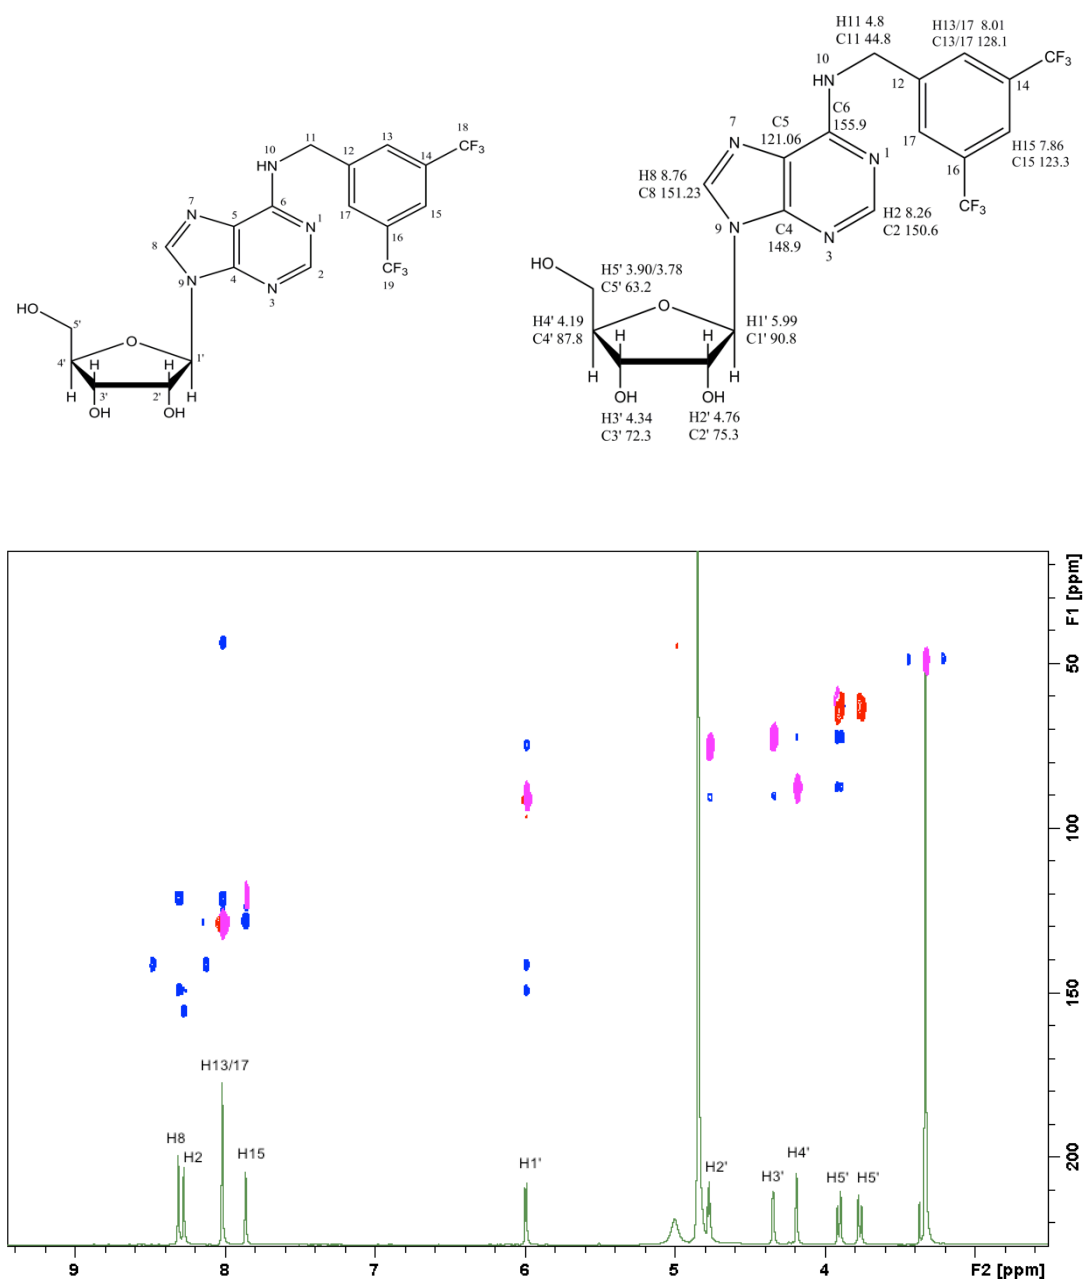 HO
5'
4'
H
H
3'
OH
O
H
2'
OH
1'
H
N
9
8
7
N
5
4
6
N
1
2
N
3
HN
10
11
12
13
14
15
16
17
CF₃
18
CF₃
19
H11 4.8
C11 44.8
10
HN
12
H13/17 8.01
C13/17 128.1
CF₃
14
H15 7.86
C15 123.3
17
16
CF₃
C6
155.9
C5
121.06
7
N
N
1
H8 8.76
C8 151.23
9
N
C4
148.9
N
3
H2 8.26
C2 150.6
HO
H5' 3.90/3.78
C5' 63.2
O
H4' 4.19
C4' 87.8
H
H
H
H
H1' 5.99
C1' 90.8
OH
OH
H3' 4.34
C3' 72.3
H2' 4.76
C2' 75.3
F1 [ppm]
50
100
150
200
H8
H2
H13/17
H15
H1'
H2'
H3'
H4'
H5'
H5'
9
8
7
6
5
4
F2 [ppm]